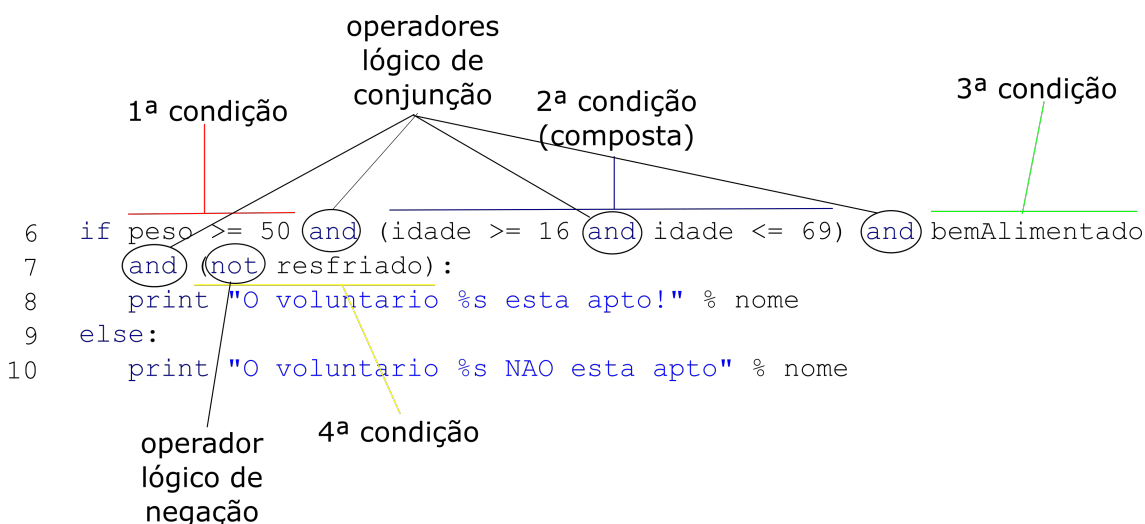 operadores
lógico de
conjunção
1ª condição
2ª condição
(composta)
3ª condição
6 if peso >= 50 and (idade >= 16 and idade <= 69) and bemAlimentado
7 and (not resfriado):
8 print "O voluntario %s esta apto!" % nome
9 else:
10 print "O voluntario %s NAO esta apto" % nome
operador
lógico de
negação
4ª condição